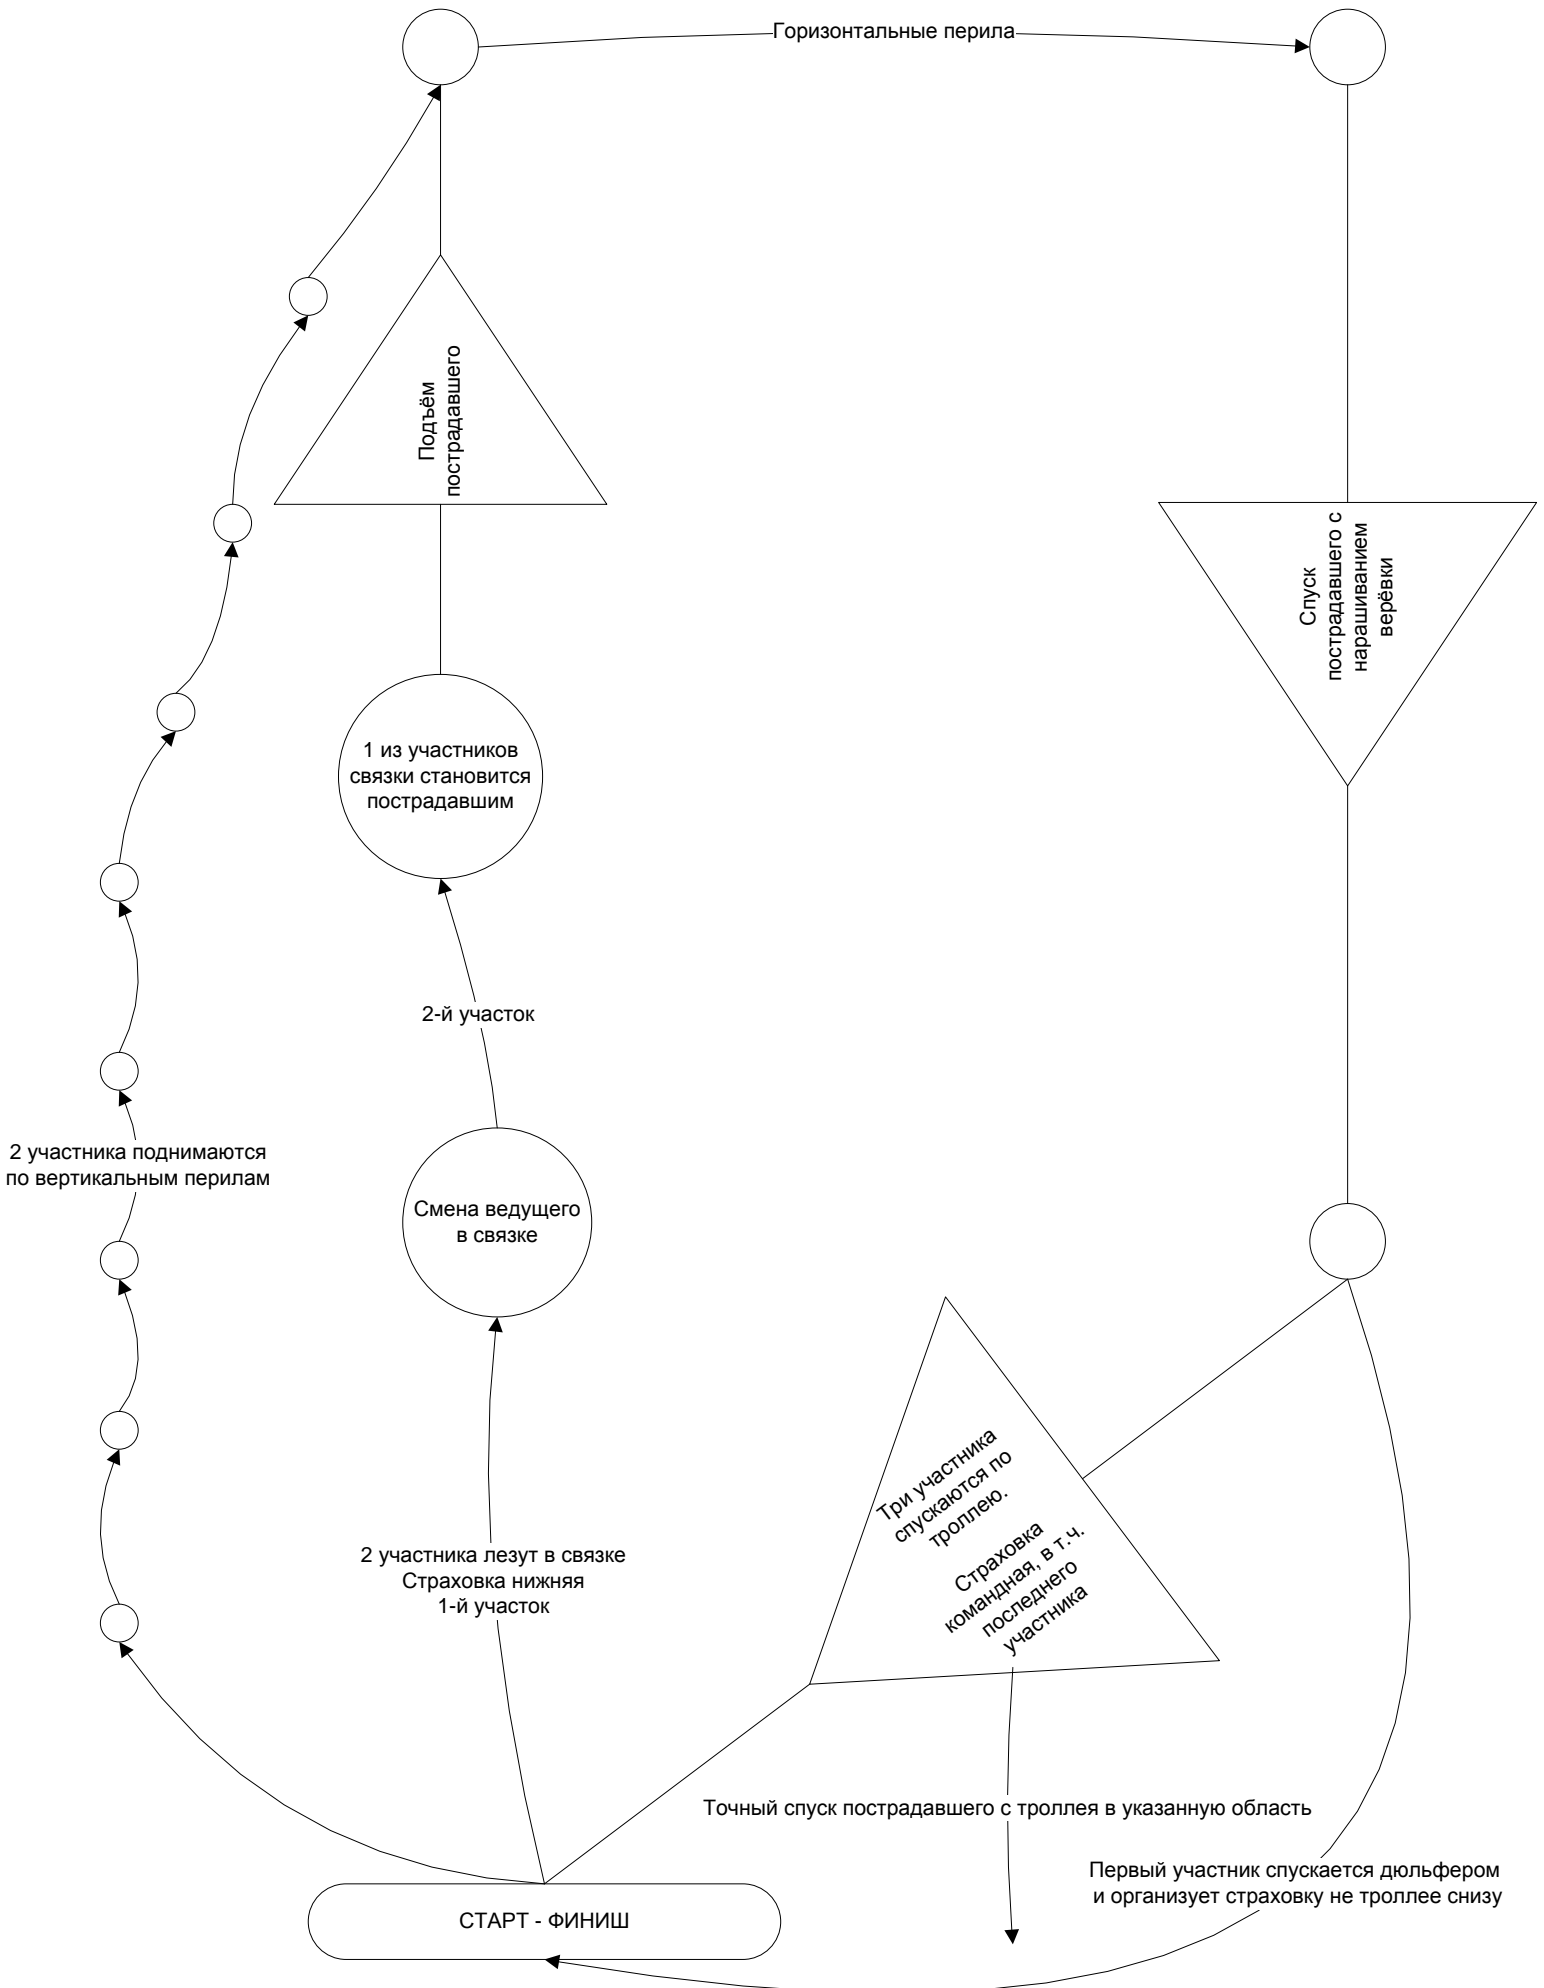 Горизонтальные перила
Подъём
пострадавшего
Спуск
пострадавшего с
нарашиванием
верёвки
1 из участников
связки становится
пострадавшим
2-й участок
2 участника поднимаются
по вертикальным перилам
Смена ведущего
в связке
Три участника
спускаются по
троллею.
Страховка
командная, в т.ч.
последнего
участника
2 участника лезут в связке
Страховка нижняя
1-й участок
Точный спуск пострадавшего с троллея в указанную область
Первый участник спускается дюльфером
и организует страховку не троллее снизу
СТАРТ - ФИНИШ